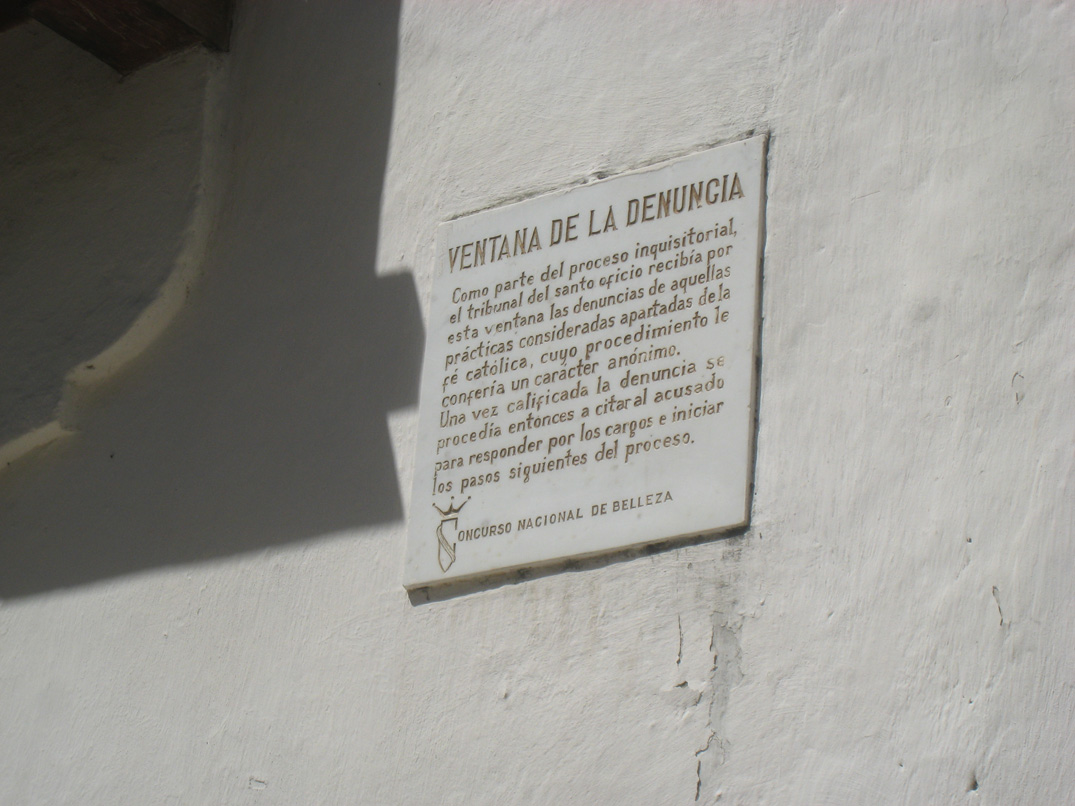 VENTANA DE LA DENUNCIA
Como parte del proceso inquisitorial,
el tribunal del santo oficio recibía por
esta ventana las denuncias de aquellas
prácticas consideradas apartadas de la
fé católica, cuyo procedimiento le
confería un carácter anónimo.
Una vez calificada la denuncia se
procedía entonces a citar al acusado
para responder por los cargos e iniciar
los pasos siguientes del proceso.
CONCURSO NACIONAL DE BELLEZA